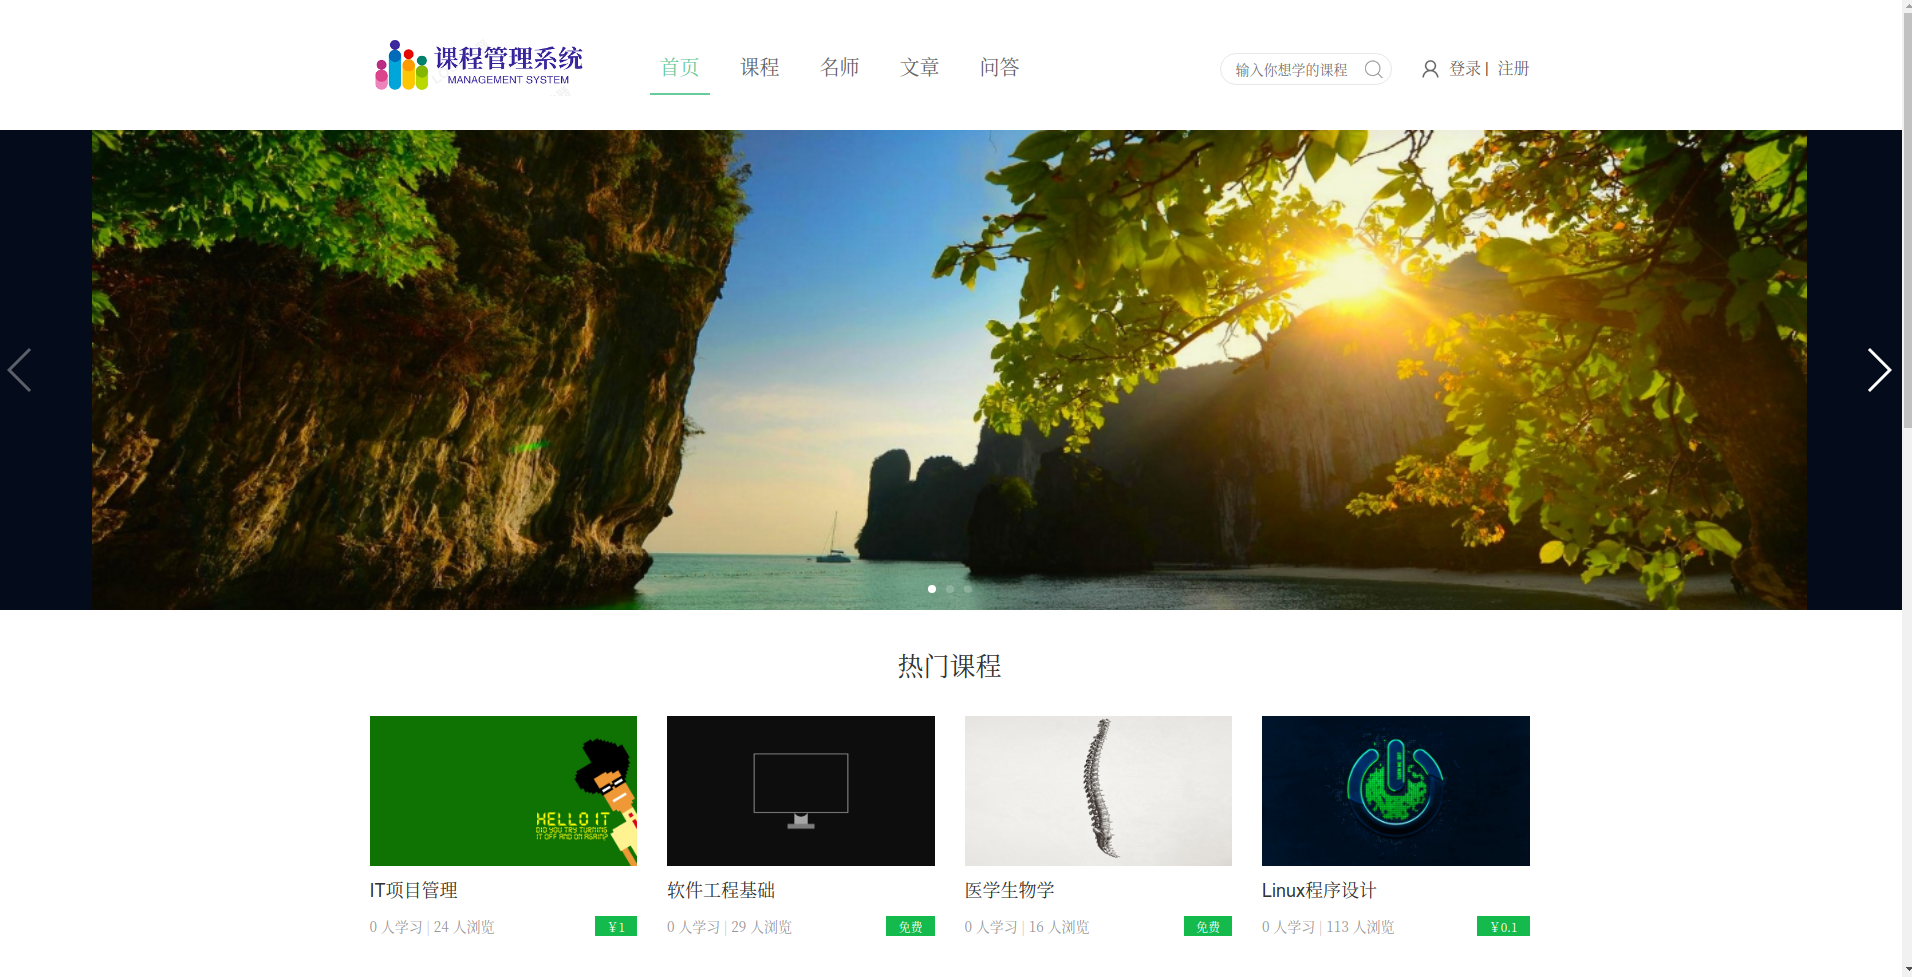 课程管理系统
MANAGEMENT SYSTEM
首页 课程 名师 文章 问答
输入你想学的课程
登录 | 注册
热门课程
HELLO IT
DID YOU TRY TURNING
IT OFF AND ON AGAIN?
IT项目管理
0 人学习 | 24 人浏览
¥1
软件工程基础
0 人学习 | 29 人浏览
免费
医学生物学
0 人学习 | 16 人浏览
免费
Linux程序设计
0 人学习 | 113 人浏览
¥0.1